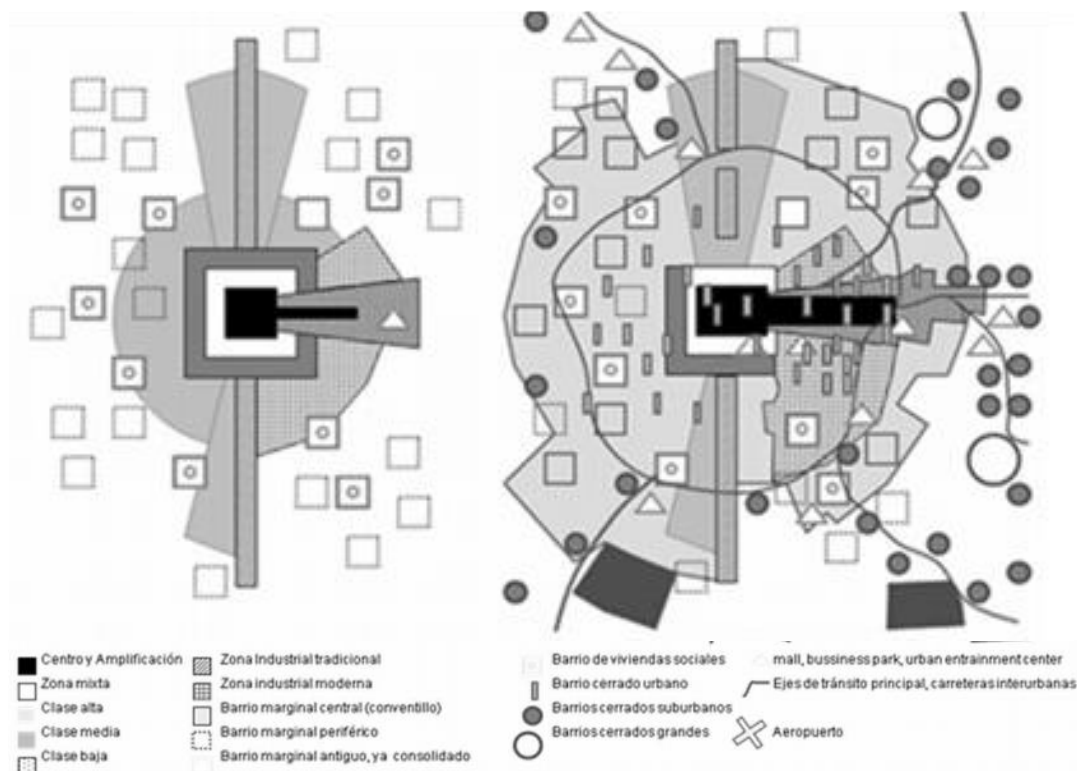 Centro y Amplificación
Zona mixta
Clase alta
Clase media
Clase baja
Zona Industrial tradicional
Zona industrial moderna
Barrio marginal central (conventillo)
Barrio marginal periférico
Barrio marginal antiguo, ya consolidado
Barrio de viviendas sociales
Barrio cerrado urbano
Barrios cerrados suburbanos
Barrios cerrados grandes
mall, bussiness park, urban entrainment center
Ejes de tránsito principal, carreteras interurbanas
Aeropuerto